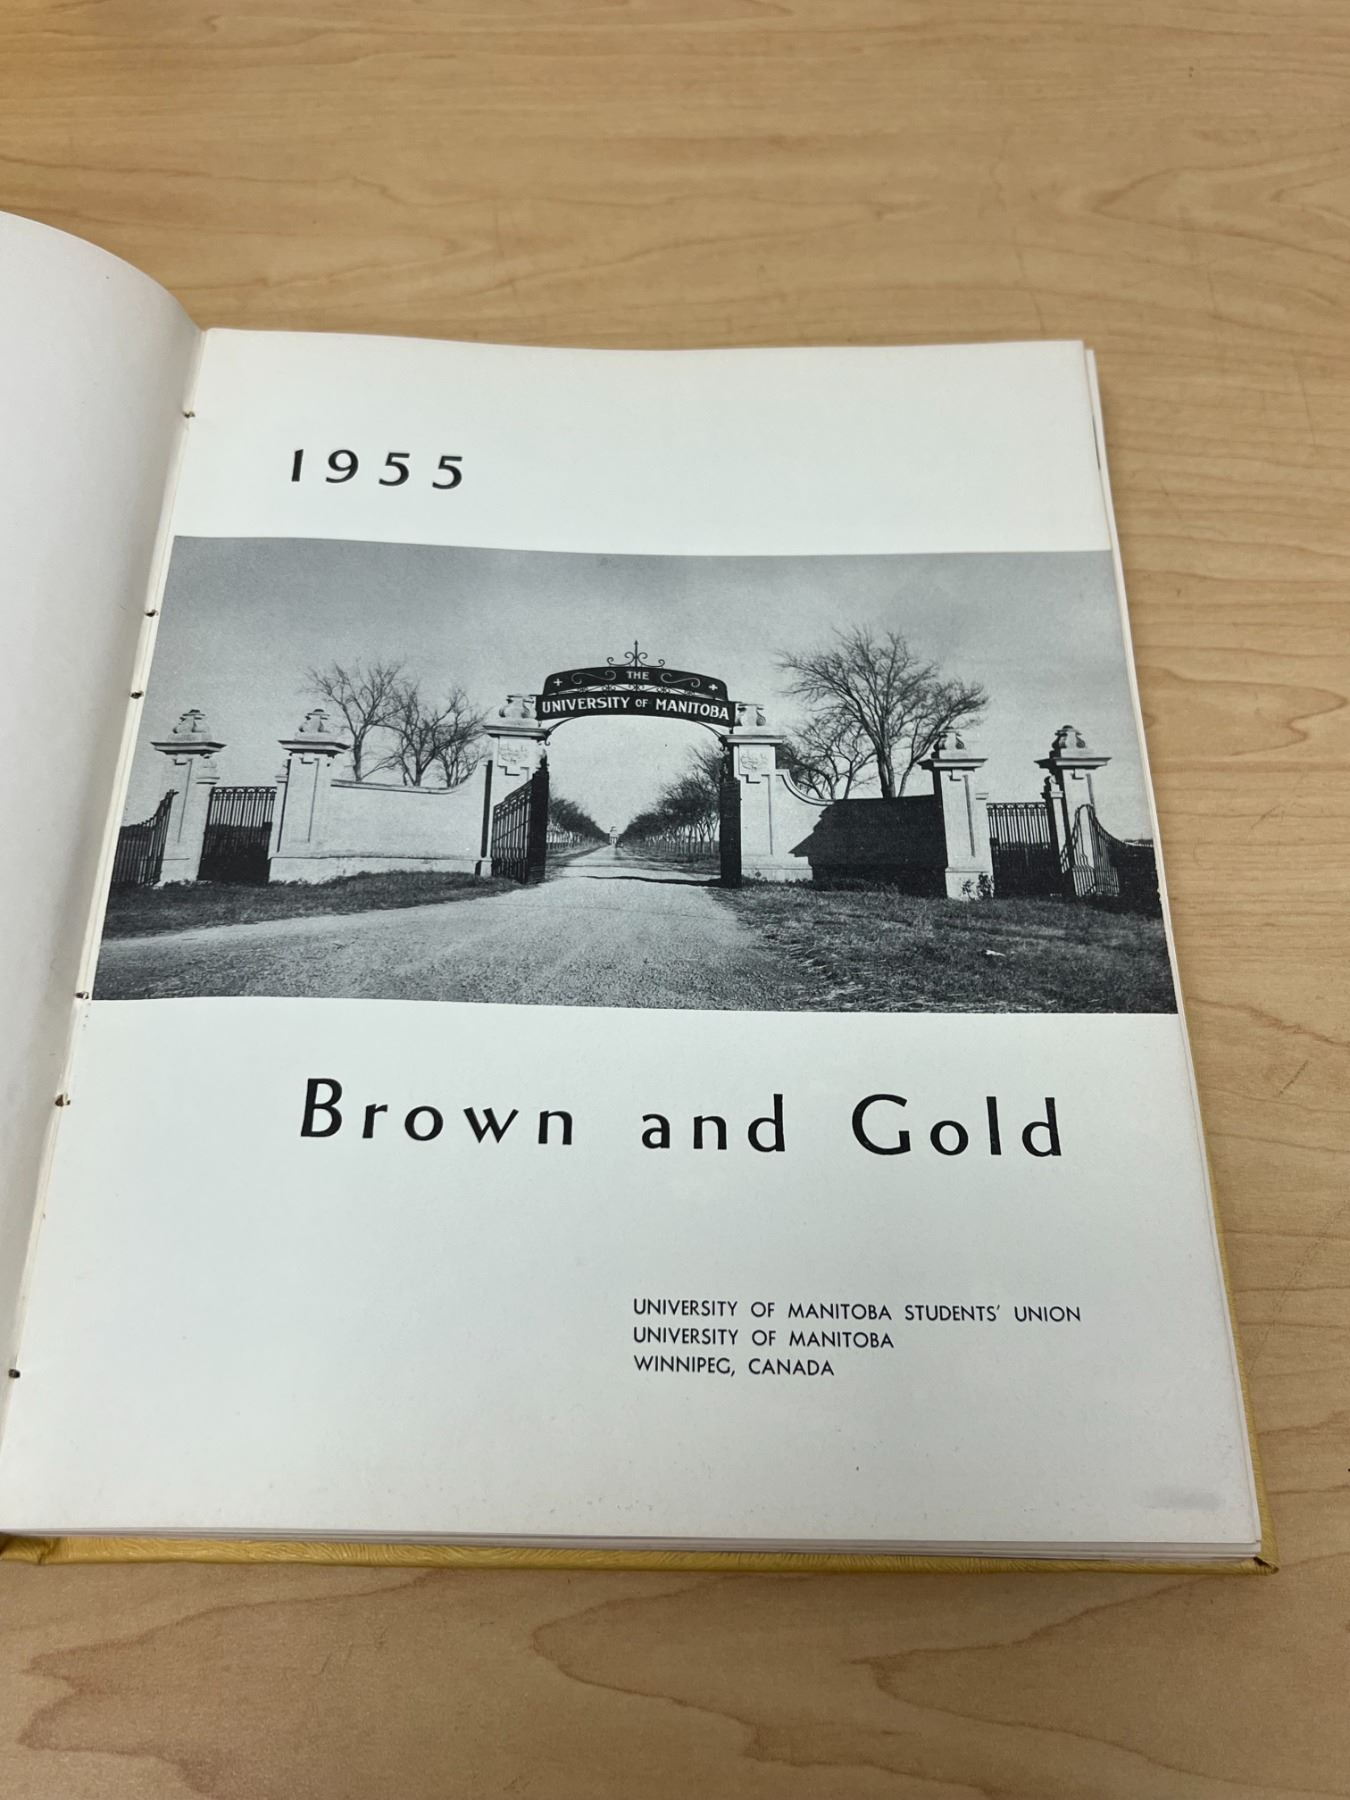 1955
THE
UNIVERSITY OF MANITOBA
Brown and Gold
UNIVERSITY OF MANITOBA STUDENTS' UNION
UNIVERSITY OF MANITOBA
WINNIPEG, CANADA